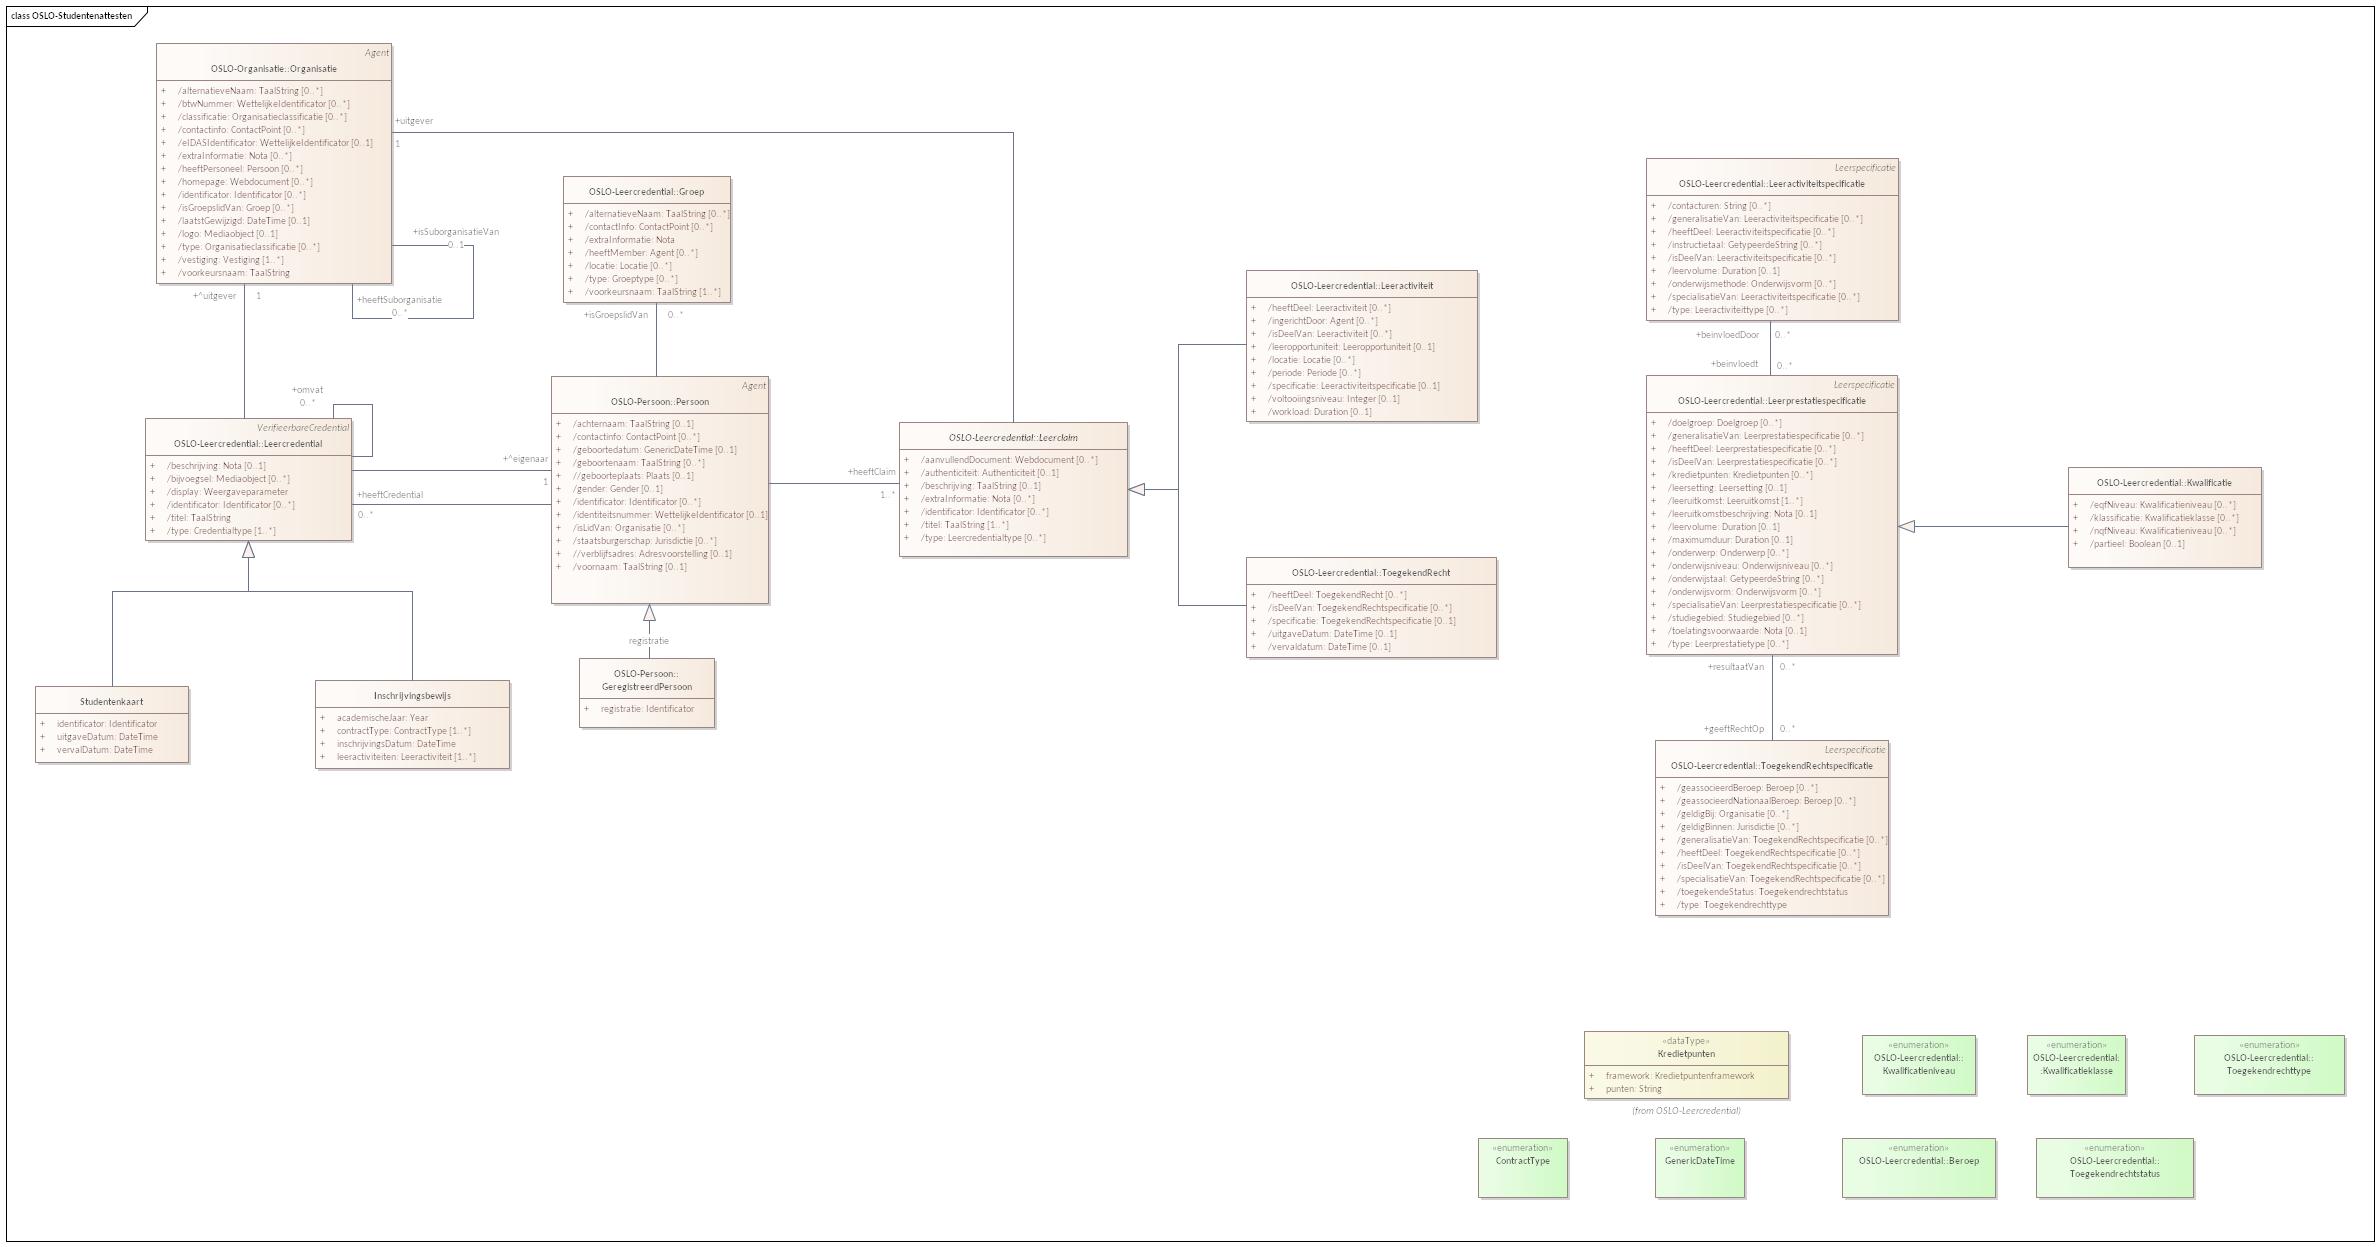 class OSLO-Studentenattesten
Agent
OSLO-Organisatie::Organisatie
+ /alternatieveNaam: TaalString [0..*]
+ /btwNummer: WettelijkeIdentificator [0..*]
+ /classificatie: Organisatieclassificatie [0..*]
+ /contactinfo: ContactPoint [0..*]
+ /eIDASIdentificator: WettelijkeIdentificator [0..1]
+ /extraInformatie: Nota [0..*]
+ /heeftPersoneel: Persoon [0..*]
+ /homepage: Webdocument [0..*]
+ /identificator: Identificator [0..*]
+ /isGroepslidVan: Groep [0..*]
+ /laatstGewijzigd: DateTime [0..1]
+ /logo: Mediaobject [0..1]
+ /type: Organisatieclassificatie [0..*]
+ /vestiging: Vestiging [1..*]
+ /voorkeursnaam: TaalString
+uitgever
1
+isSuborganisatieVan
0..1
+heeftSuborganisatie
0..*
+^uitgever
1
OSLO-Leercredential::Groep
+ /alternatieveNaam: TaalString [0..*]
+ /contactInfo: ContactPoint [0..*]
+ /extraInformatie: Nota
+ /heeftMember: Agent [0..*]
+ /locatie: Locatie [0..*]
+ /type: Groeptype [0..*]
+ /voorkeursnaam: TaalString [1..*]
+isGroepslidVan
0..*
+omvat
0..*
VerifieerbareCredential
OSLO-Leercredential::Leercredential
+ /beschrijving: Nota [0..1]
+ /bijvoegsel: Mediaobject [0..*]
+ /display: Weergaveparameter
+ /identificator: Identificator [0..*]
+ /titel: TaalString
+ /type: Credentialtype [1..*]
+^eigenaar
1
+heeftCredential
0..*
Agent
OSLO-Persoon::Persoon
+ /achternaam: TaalString [0..1]
+ /contactinfo: ContactPoint [0..*]
+ /geboortedatum: GenericDateTime [0..1]
+ /geboortenaam: TaalString [0..*]
+ //geboorteplaats: Plaats [0..1]
+ /gender: Gender [0..1]
+ /identificator: Identificator [0..*]
+ /identiteitsnummer: WettelijkeIdentificator [0..1]
+ /isLidVan: Organisatie [0..*]
+ /staatsburgerschap: Jurisdictie [0..*]
+ //verblijfsadres: Adresvoorstelling [0..1]
+ /voornaam: TaalString [0..1]
+heeftClaim
1..*
OSLO-Leercredential::Leerclaim
+ /aanvullendDocument: Webdocument [0..*]
+ /authenticiteit: Authenticiteit [0..1]
+ /beschrijving: TaalString [0..1]
+ /extraInformatie: Nota [0..*]
+ /identificator: Identificator [0..*]
+ /titel: TaalString [1..*]
+ /type: Leercredentialtype [0..*]
registratie
OSLO-Persoon::
GeregistreerdPersoon
+ registratie: Identificator
Studentenkaart
+ identificator: Identificator
+ uitgaveDatum: DateTime
+ vervalDatum: DateTime
Inschrijvingsbewijs
+ academischeJaar: Year
+ contractType: ContractType [1..*]
+ inschrijvingsDatum: DateTime
+ leeractiviteiten: Leeractiviteit [1..*]
OSLO-Leercredential::Leeractiviteit
+ /heeftDeel: Leeractiviteit [0..*]
+ /ingerichtDoor: Agent [0..*]
+ /isDeelVan: Leeractiviteit [0..*]
+ /leeropportuniteit: Leeropportuniteit [0..1]
+ /locatie: Locatie [0..*]
+ /periode: Periode [0..*]
+ /specificatie: Leeractiviteitspecificatie [0..1]
+ /voltooiingsniveau: Integer [0..1]
+ /workload: Duration [0..1]
OSLO-Leercredential::ToegekendRecht
+ /heeftDeel: ToegekendRecht [0..*]
+ /isDeelVan: ToegekendRechtspecificatie [0..*]
+ /specificatie: ToegekendRechtspecificatie [0..1]
+ /uitgaveDatum: DateTime [0..1]
+ /vervaldatum: DateTime [0..1]
Leerspecificatie
OSLO-Leercredential::Leeractiviteitspecificatie
+ /contacturen: String [0..*]
+ /generalisatieVan: Leeractiviteitspecificatie [0..*]
+ /heeftDeel: Leeractiviteitspecificatie [0..*]
+ /instructietaal: GetypeerdeString [0..*]
+ /isDeelVan: Leeractiviteitspecificatie [0..*]
+ /leervolume: Duration [0..1]
+ /onderwijsmethode: Onderwijsvorm [0..*]
+ /specialisatieVan: Leeractiviteitspecificatie [0..*]
+ /type: Leeractiviteittype [0..*]
+beinvloedDoor
0..*
+beinvloedt
0..*
Leerspecificatie
OSLO-Leercredential::Leerprestatiespecificatie
+ /doelgroep: Doelgroep [0..*]
+ /generalisatieVan: Leerprestatiespecificatie [0..*]
+ /heeftDeel: Leerprestatiespecificatie [0..*]
+ /isDeelVan: Leerprestatiespecificatie [0..*]
+ /kredietpunten: Kredietpunten [0..*]
+ /leersetting: Leersetting [0..1]
+ /leeruitkomst: Leeruitkomst [1..*]
+ /leeruitkomstbeschrijving: Nota [0..1]
+ /leervolume: Duration [0..1]
+ /maximumduur: Duration [0..1]
+ /onderwerp: Onderwerp [0..*]
+ /onderwijsniveau: Onderwijsniveau [0..*]
+ /onderwijstaal: GetypeerdeString [0..*]
+ /onderwijsvorm: Onderwijsvorm [0..*]
+ /specialisatieVan: Leerprestatiespecificatie [0..*]
+ /studiegebied: Studiegebied [0..*]
+ /toelatingsvoorwaarde: Nota [0..1]
+ /type: Leerprestatietype [0..*]
OSLO-Leercredential::Kwalificatie
+ /eqfNiveau: Kwalificatieniveau [0..*]
+ /klassificatie: Kwalificatieklasse [0..*]
+ /nqfNiveau: Kwalificatieniveau [0..*]
+ /partieel: Boolean [0..1]
+resultaatVan
0..*
+geeftRechtOp
0..*
Leerspecificatie
OSLO-Leercredential::ToegekendRechtspecificatie
+ /geassocieerdBeroep: Beroep [0..*]
+ /geassocieerdNationaalBeroep: Beroep [0..*]
+ /geldigBij: Organisatie [0..*]
+ /geldigBinnen: Jurisdictie [0..*]
+ /generalisatieVan: ToegekendRechtspecificatie [0..*]
+ /heeftDeel: ToegekendRechtspecificatie [0..*]
+ /isDeelVan: ToegekendRechtspecificatie [0..*]
+ /specialisatieVan: ToegekendRechtspecificatie [0..*]
+ /toegekendeStatus: Toegekendrechtstatus
+ /type: Toegekendrechttype
«dataType»
Kredietpunten
+ framework: Kredietpuntenframework
+ punten: String
(from OSLO-Leercredential)
«enumeration»
OSLO-Leercredential::
Kwalificatieniveau
«enumeration»
OSLO-Leercredential:
:Kwalificatieklasse
«enumeration»
OSLO-Leercredential::
Toegekendrechttype
«enumeration»
ContractType
«enumeration»
GenericDateTime
«enumeration»
OSLO-Leercredential::Beroep
«enumeration»
OSLO-Leercredential::
Toegekendrechtstatus